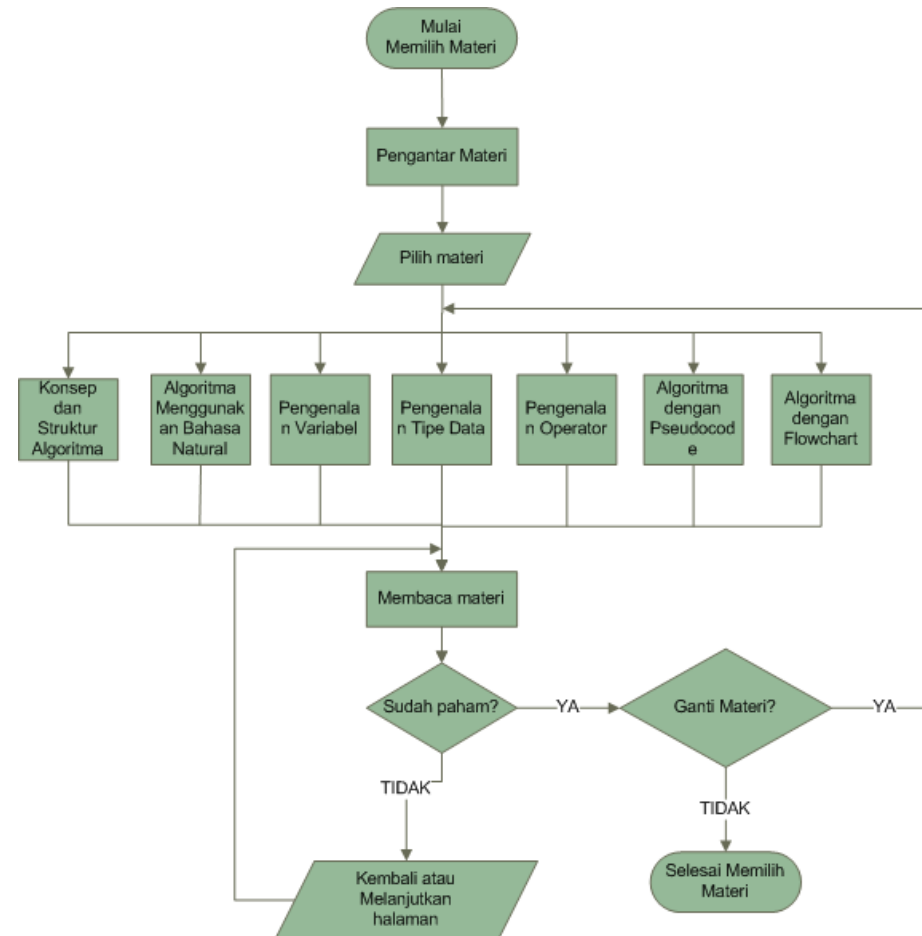 Mulai
Memilih Materi
Pengantar Materi
Pilih materi
Konsep
dan
Struktur
Algoritma
Algoritma
Menggunak
an Bahasa
Natural
Pengenala
n Variabel
Pengenala
n Tipe Data
Pengenala
n Operator
Algoritma
dengan
Pseudocod
e
Algoritma
dengan
Flowchart
Membaca materi
Sudah paham?
YA
Ganti Materi?
YA
TIDAK
TIDAK
Kembali atau
Melanjutkan
halaman
Selesai Memilih
Materi